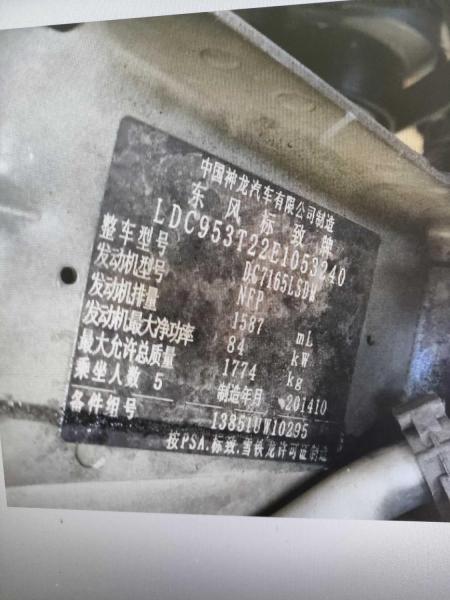 中国神龙汽车有限公司制造
东风标致牌
LDC953T22E1053240
整车型号 DC7165LSDM
发动机型号 NFP
发动机排量 1587 mL
发动机最大净功率 84 kW
最大允许总质量 1774 kg
乘坐人数 5 制造年月 201410
备件组号 13851UW10295
按PSA.标致.雪铁龙许可证制造